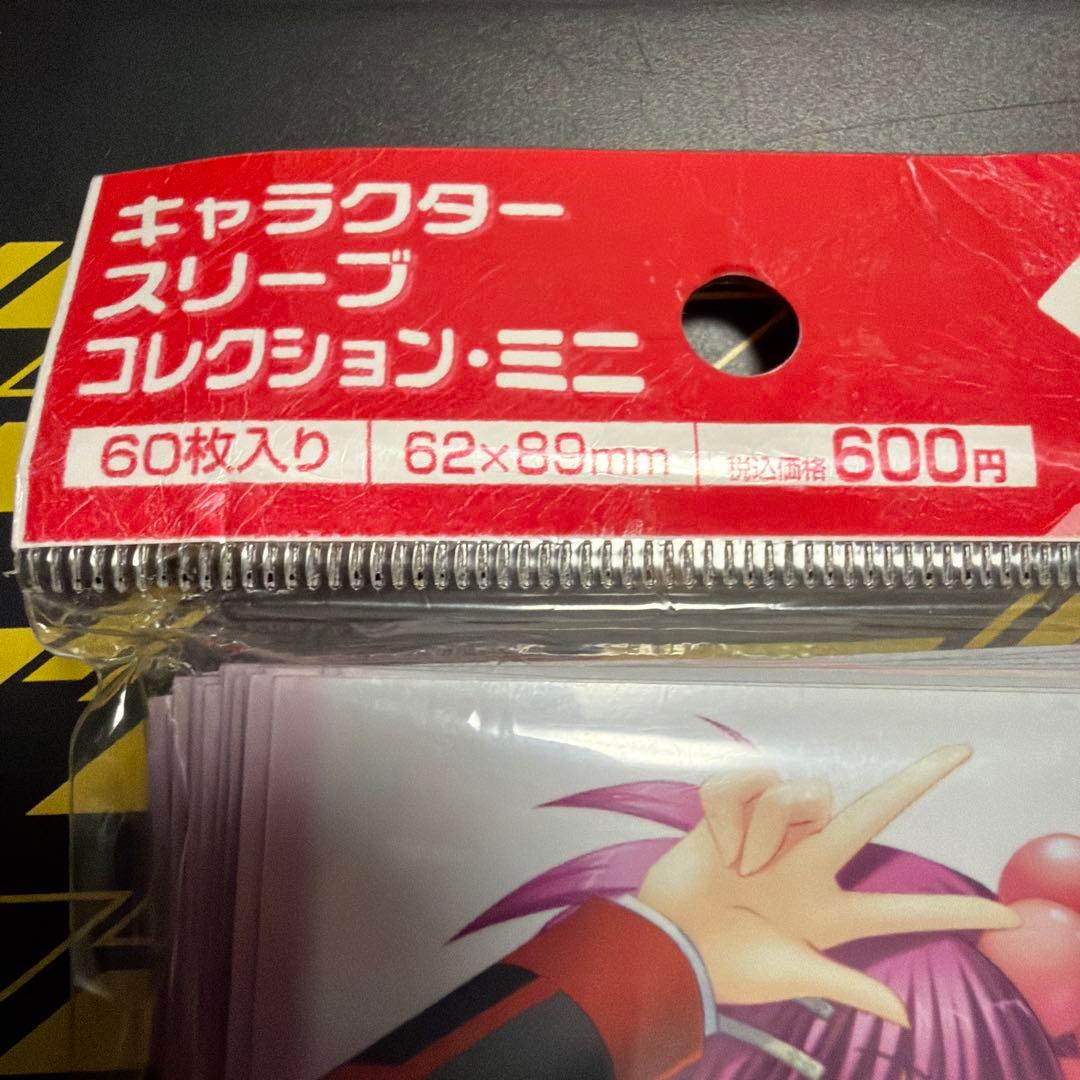 キャラクター
スリーブ
コレクション・ミニ
60枚入り 62×89mm 税込価格 600円